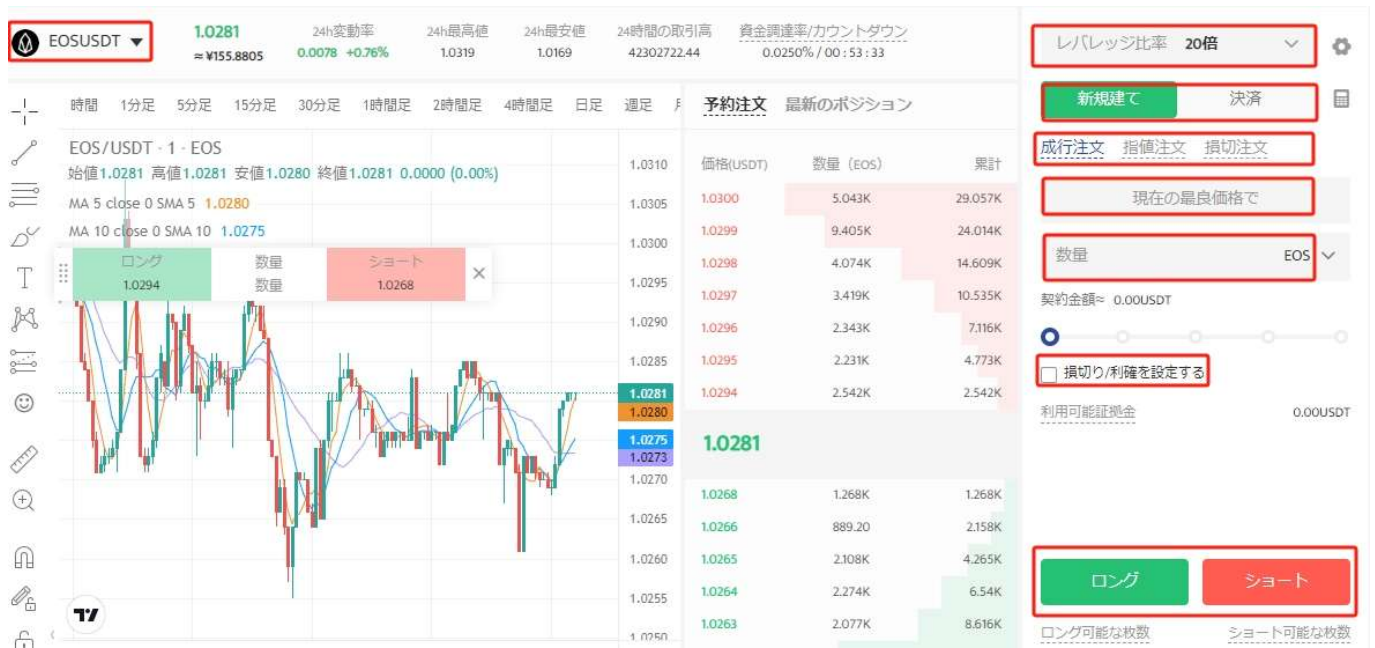 EOSUSDT
1.0281
≈ ¥155.8805
24h変動率
0.0078 +0.76%
24h最高値
1.0319
24h最安値
1.0169
24時間の取引高
42302722.44
資金調達率/カウントダウン
0.0250% / 00 : 53 : 33
時間 1分足 5分足 15分足 30分足 1時間足 2時間足 4時間足 日足 週足
EOS/USDT · 1 · EOS
始値1.0281 高値1.0281 安値1.0280 終値1.0281 0.0000 (0.00%)
MA 5 close 0 SMA 5 1.0280
MA 10 close 0 SMA 10 1.0275
ロング 数量 ショート
1.0294 数量 1.0268
1.0310
1.0305
1.0300
1.0295
1.0290
1.0285
1.0281
1.0280
1.0275
1.0273
1.0270
1.0265
1.0260
1.0255
1.0250
予約注文 最新のポジション
価格(USDT) 数量 (EOS) 累計
1.0300 5.043K 29.057K
1.0299 9.405K 24.014K
1.0298 4.074K 14.609K
1.0297 3.419K 10.535K
1.0296 2.343K 7.116K
1.0295 2.231K 4.773K
1.0294 2.542K 2.542K
1.0281
1.0268 1.268K 1.268K
1.0266 889.20 2.158K
1.0265 2.108K 4.265K
1.0264 2.274K 6.54K
1.0263 2.077K 8.616K
レバレッジ比率 20倍
新規建て 決済
成行注文 指値注文 損切注文
現在の最良価格で
数量 EOS
契約金額≈ 0.00USDT
損切り/利確を設定する
利用可能証拠金 0.00USDT
ロング ショート
ロング可能な枚数 ショート可能な枚数